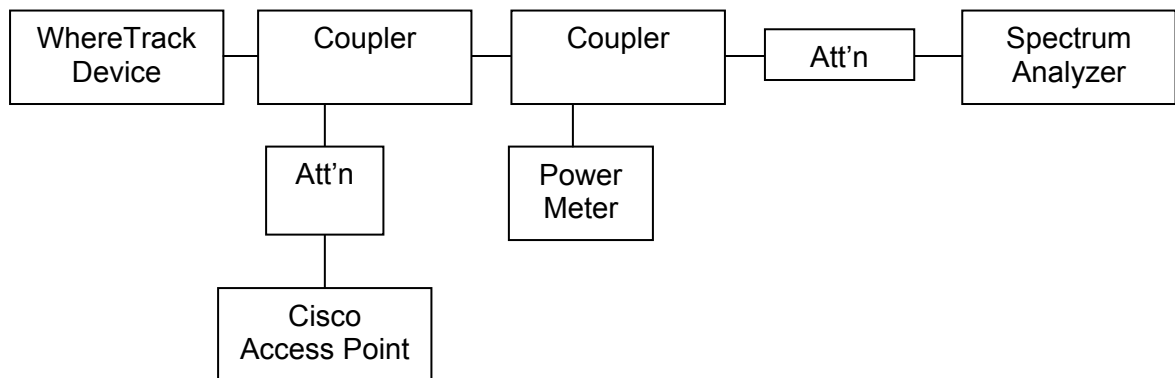 WhereTrack
Device
Coupler
Coupler
Att’n
Spectrum
Analyzer
Att’n
Power
Meter
Cisco
Access Point